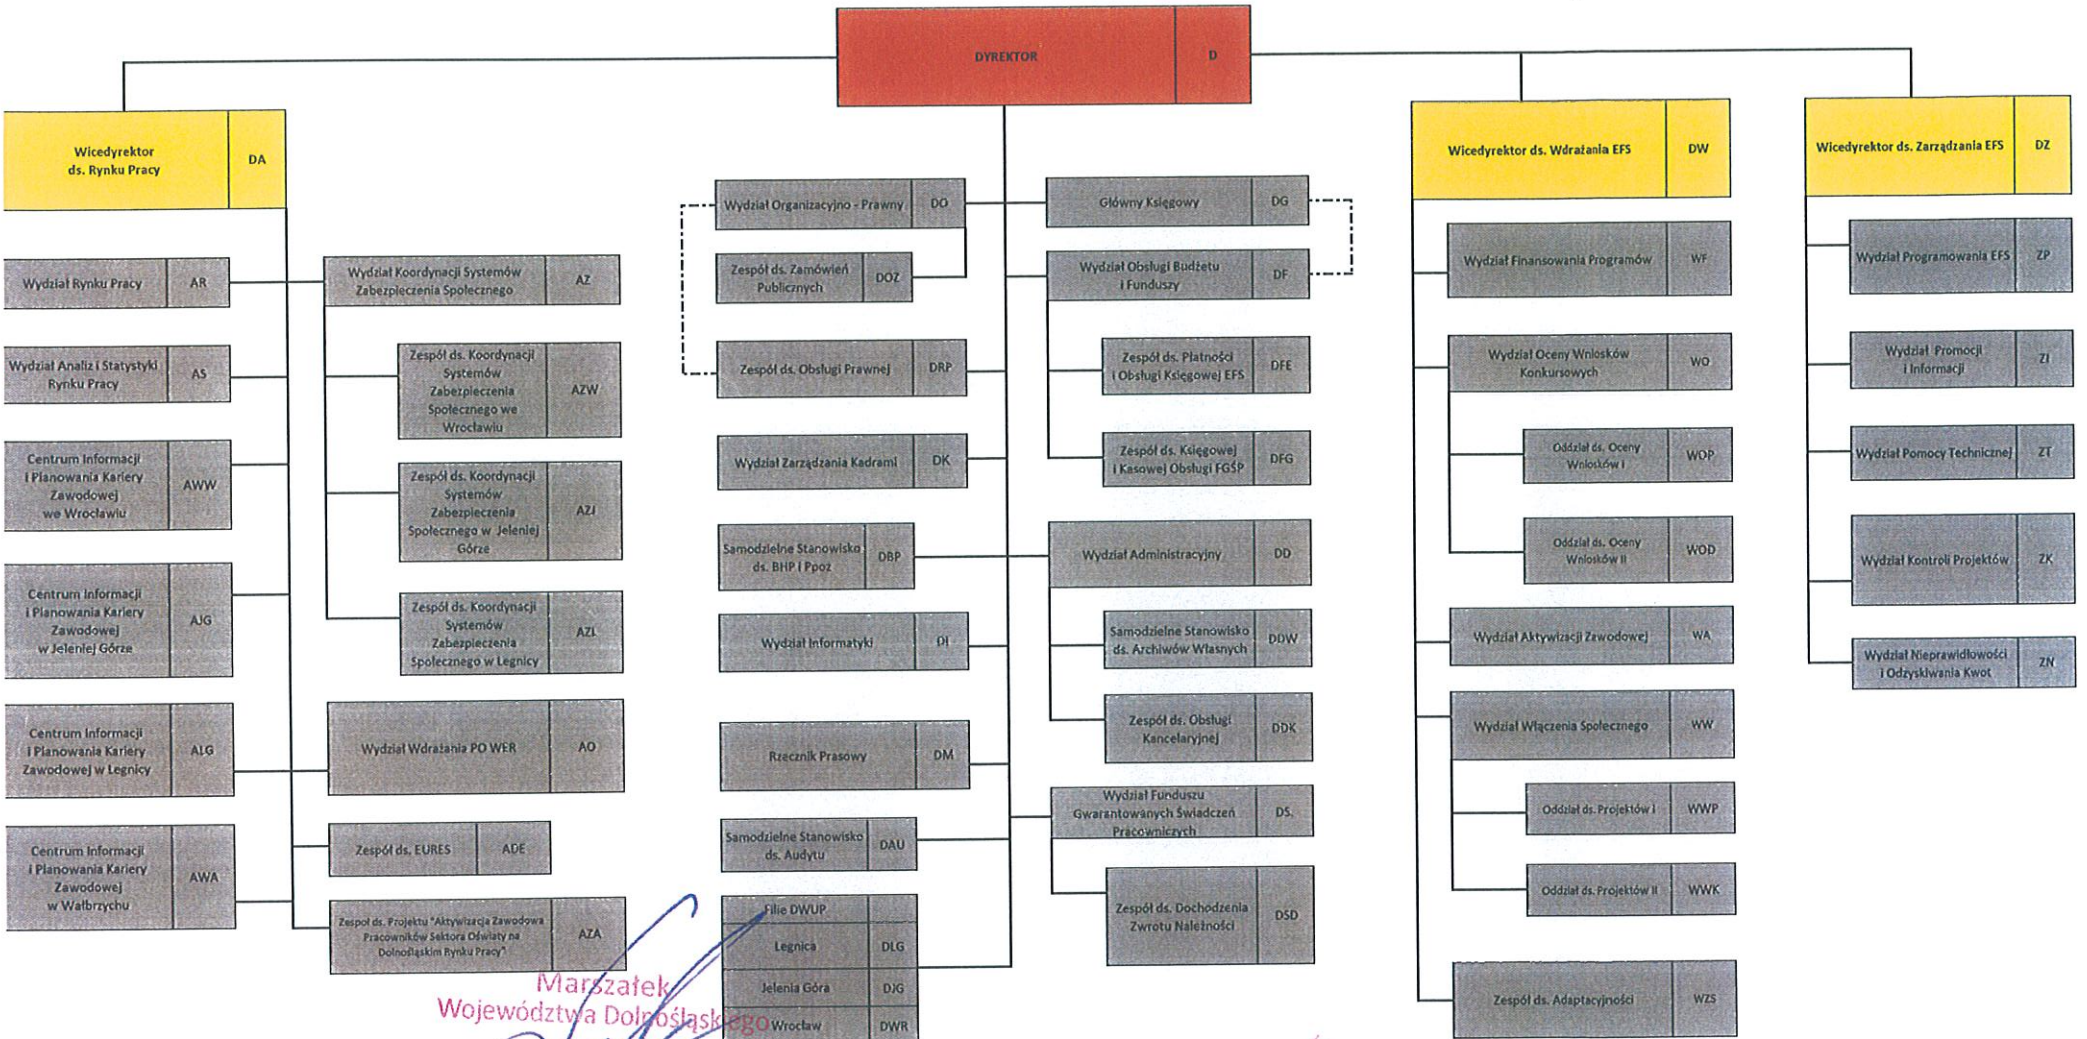 DYREKTOR D
Wicedyrektor
ds. Rynku Pracy
DA
Wydział Rynku Pracy AR
Wydział Analiz i Statystyki
Rynku Pracy
AS
Centrum Informacji
i Planowania Kariery
Zawodowej
we Wrocławiu
AWW
Centrum Informacji
i Planowania Kariery
Zawodowej
w Jeleniej Górze
AJG
Centrum Informacji
i Planowania Kariery
Zawodowej w Legnicy
ALG
Centrum Informacji
i Planowania Kariery
Zawodowej
w Wałbrzychu
AWA
Wydział Koordynacji Systemów
Zabezpieczenia Społecznego
AZ
Zespół ds. Koordynacji
Systemów
Zabezpieczenia
Społecznego we
Wrocławiu
AZW
Zespół ds. Koordynacji
Systemów
Zabezpieczenia
Społecznego w Jeleniej
Górze
AZJ
Zespół ds. Koordynacji
Systemów
Zabezpieczenia
Społecznego w Legnicy
AZL
Wydział Wdrażania PO WER AO
Zespół ds. EURES ADE
Zespół ds. Projektu "Aktywizacja Zawodowa
Pracowników Sektora Oświaty na
Dolnośląskim Rynku Pracy"
AZA
Wydział Organizacyjno - Prawny DO
Zespół ds. Zamówień
Publicznych
DOZ
Zespół ds. Obsługi Prawnej DRP
Wydział Zarządzania Kadrami DK
Samodzielne Stanowisko
ds. BHP i Ppoż
DBP
Wydział Informatyki DI
Rzecznik Prasowy DM
Samodzielne Stanowisko
ds. Audytu
DAU
Filie DWUP
Legnica DLG
Jelenia Góra DJG
Wrocław DWR
Główny Księgowy DG
Wydział Obsługi Budżetu
i Funduszy
DF
Zespół ds. Płatności
i Obsługi Księgowej EFS
DFE
Zespół ds. Księgowej
i Kasowej Obsługi FGŚP
DFG
Wydział Administracyjny DD
Samodzielne Stanowisko
ds. Archiwów Własnych
DDW
Zespół ds. Obsługi
Kancelaryjnej
DDK
Wydział Funduszu
Gwarantowanych Świadczeń
Pracowniczych
DS.
Zespół ds. Dochodzenia
Zwrotu Należności
DSD
Wicedyrektor ds. Wdrażania EFS DW
Wydział Finansowania Programów WF
Wydział Oceny Wniosków
Konkursowych
WO
Oddział ds. Oceny
Wniosków I
WOP
Oddział ds. Oceny
Wniosków II
WOD
Wydział Aktywizacji Zawodowej WA
Wydział Włączenia Społecznego WW
Oddział ds. Projektów I WWP
Oddział ds. Projektów II WWK
Zespół ds. Adaptacyjności WZS
Wicedyrektor ds. Zarządzania EFS DZ
Wydział Programowania EFS ZP
Wydział Promocji
i Informacji
ZI
Wydział Pomocy Technicznej ZT
Wydział Kontroli Projektów ZK
Wydział Nieprawidłowości
i Odzyskiwania Kwot
ZN
Marszałek
Województwa Dolnośląskiego